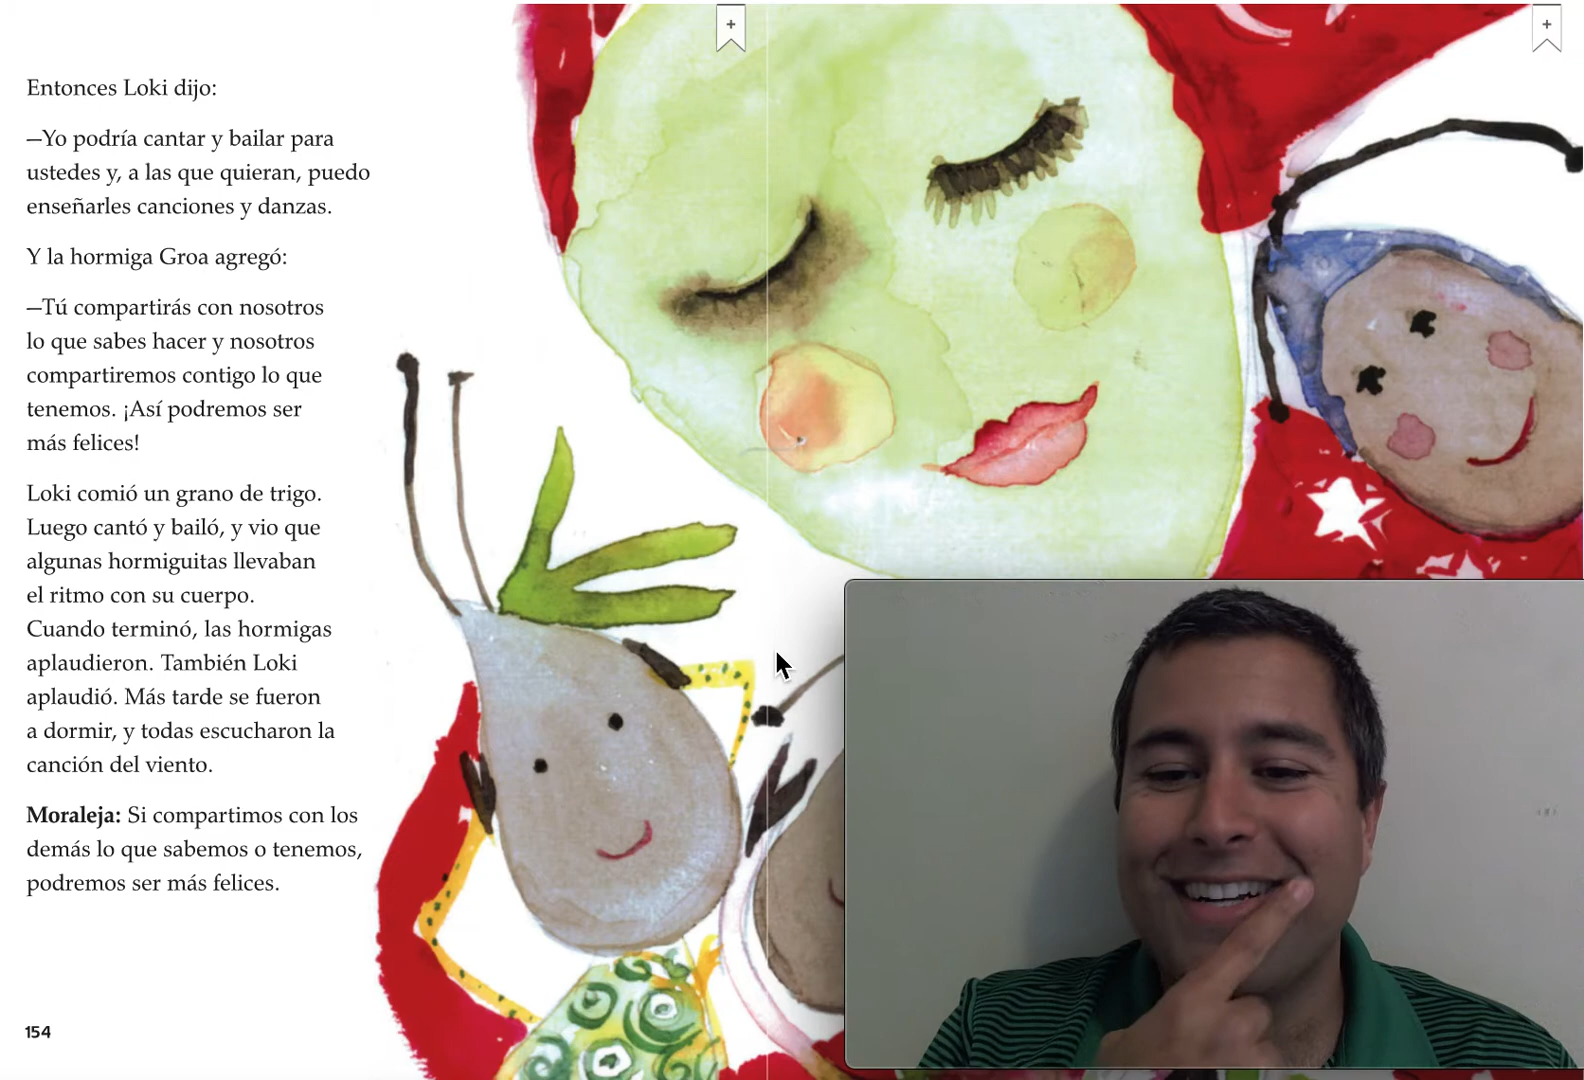 Entonces Loki dijo:
—Yo podría cantar y bailar para
ustedes y, a las que quieran, puedo
enseñarles canciones y danzas.
Y la hormiga Groa agregó:
—Tú compartirás con nosotros
lo que sabes hacer y nosotros
compartiremos contigo lo que
tenemos. ¡Así podremos ser
más felices!
Loki comió un grano de trigo.
Luego cantó y bailó, y vio que
algunas hormiguitas llevaban
el ritmo con su cuerpo.
Cuando terminó, las hormigas
aplaudieron. También Loki
aplaudió. Más tarde se fueron
a dormir, y todas escucharon la
canción del viento.
Moraleja: Si compartimos con los
demás lo que sabemos o tenemos,
podremos ser más felices.
154